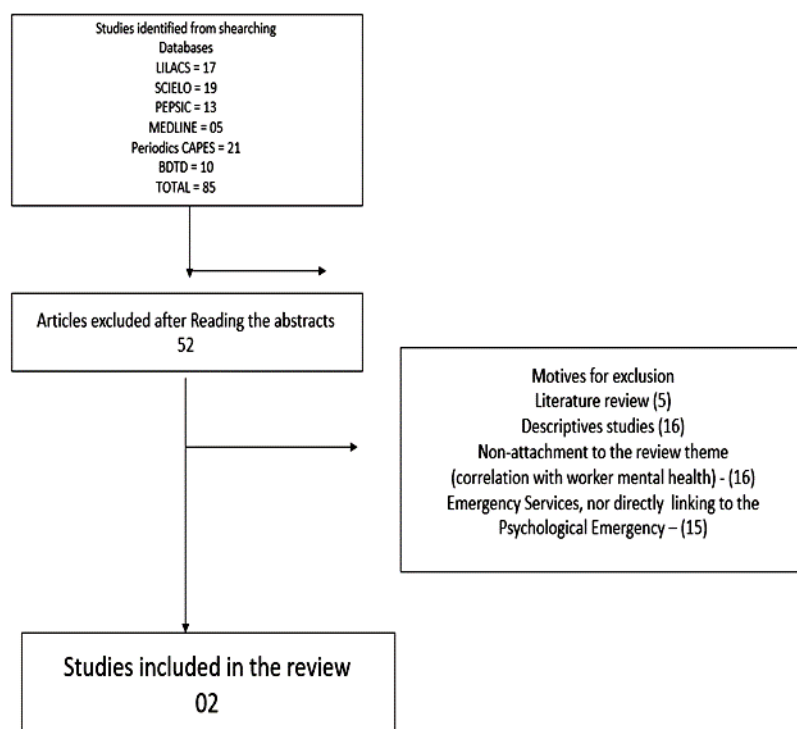 Studies identified from shearching
Databases
LILACS = 17
SCIELO = 19
PEPSIC = 13
MEDLINE = 05
Periodics CAPES = 21
BDTD = 10
TOTAL = 85
Articles excluded after Reading the abstracts
52
Motives for exclusion
Literature review (5)
Descriptives studies (16)
Non-attachment to the review theme
(correlation with worker mental health) - (16)
Emergency Services, nor directly linking to the
Psychological Emergency – (15)
Studies included in the review
02